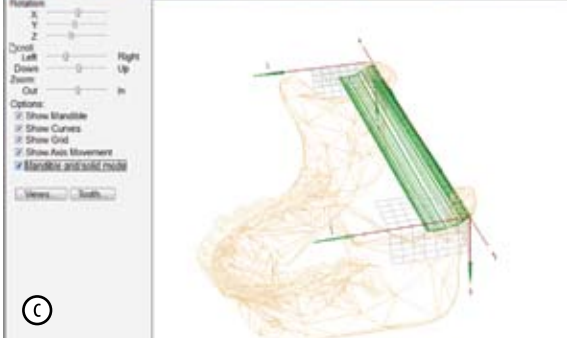 Rotation:
X
Y
Z
Scroll
Left Right
Down Up
Zoom:
Out In
Options:
Show Mandible
Show Curves
Show Grid
Show Axis Movement
Mandible and solid model
Views... Tooth...
C